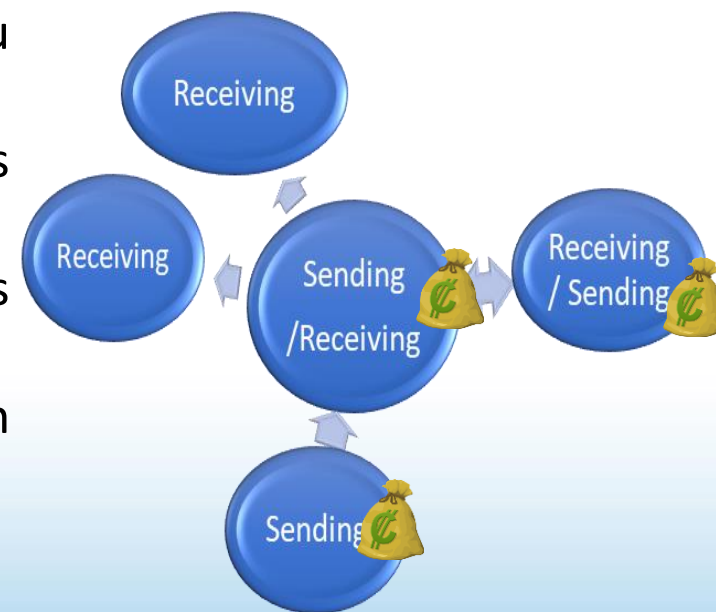 u
Receiving
s
Receiving
Sending
/Receiving
Receiving
/ Sending
₵
₵
s
n
Sending
₵